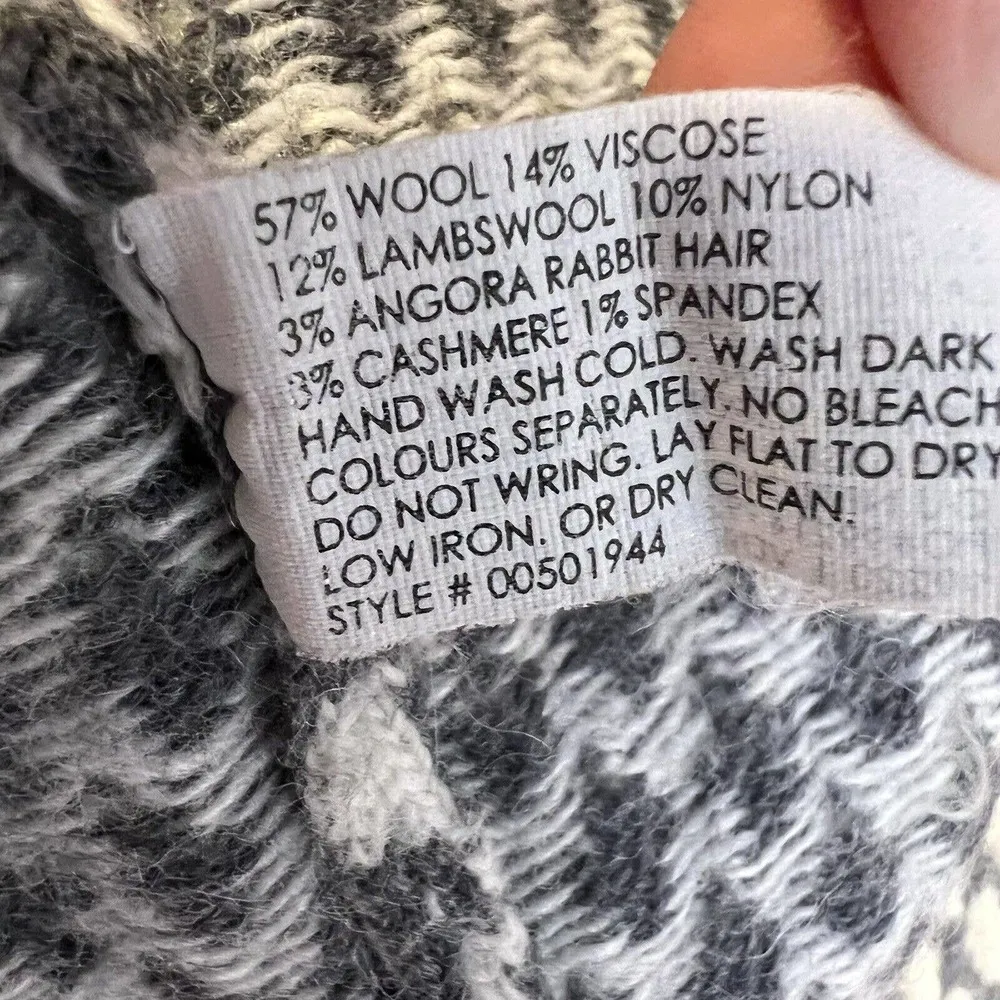 57% WOOL 14% VISCOSE
12% LAMBSWOOL 10% NYLON
3% ANGORA RABBIT HAIR
3% CASHMERE 1% SPANDEX
HAND WASH COLD. WASH DARK
COLOURS SEPARATELY. NO BLEACH
DO NOT WRING. LAY FLAT TO DRY
LOW IRON. OR DRY CLEAN.
STYLE # 00501944